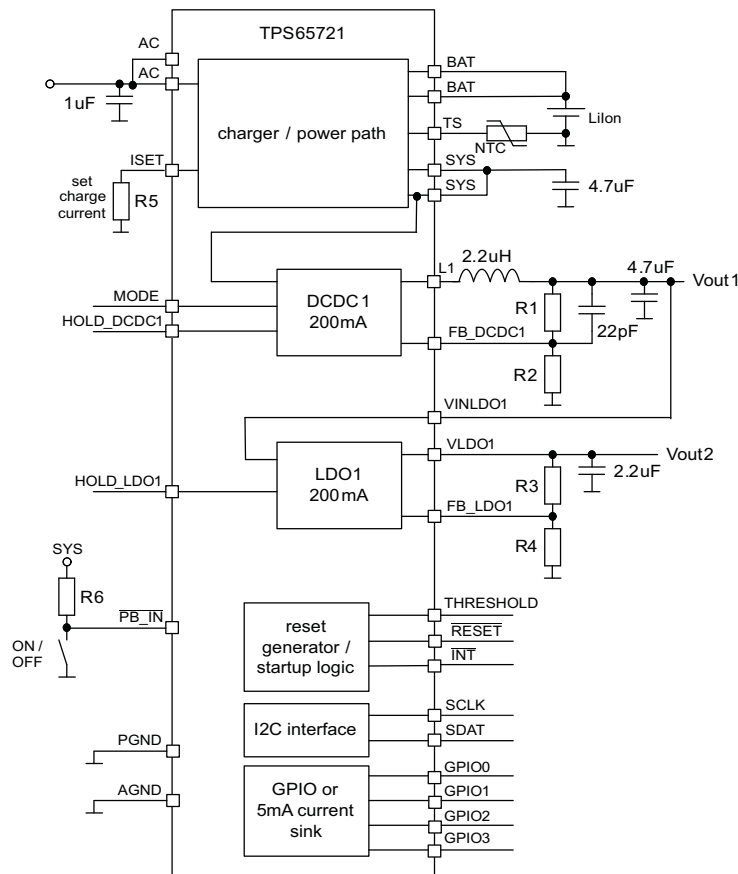 TPS65721
AC
AC
1uF
charger / power path
BAT
BAT
TS
LiIon
NTC
ISET
SYS
SYS
set
charge
current
R5
4.7uF
L1
2.2uH
4.7uF
Vout1
MODE
HOLD_DCDC1
DCDC1
200mA
R1
22pF
FB_DCDC1
R2
VINLDO1
VLDO1
Vout2
LDO1
200mA
HOLD_LDO1
R3
2.2uF
FB_LDO1
R4
SYS
R6
PB_IN
ON /
OFF
reset
generator /
startup logic
THRESHOLD
RESET
INT
I2C interface
SCLK
SDAT
PGND
AGND
GPIO or
5mA current
sink
GPIO0
GPIO1
GPIO2
GPIO3